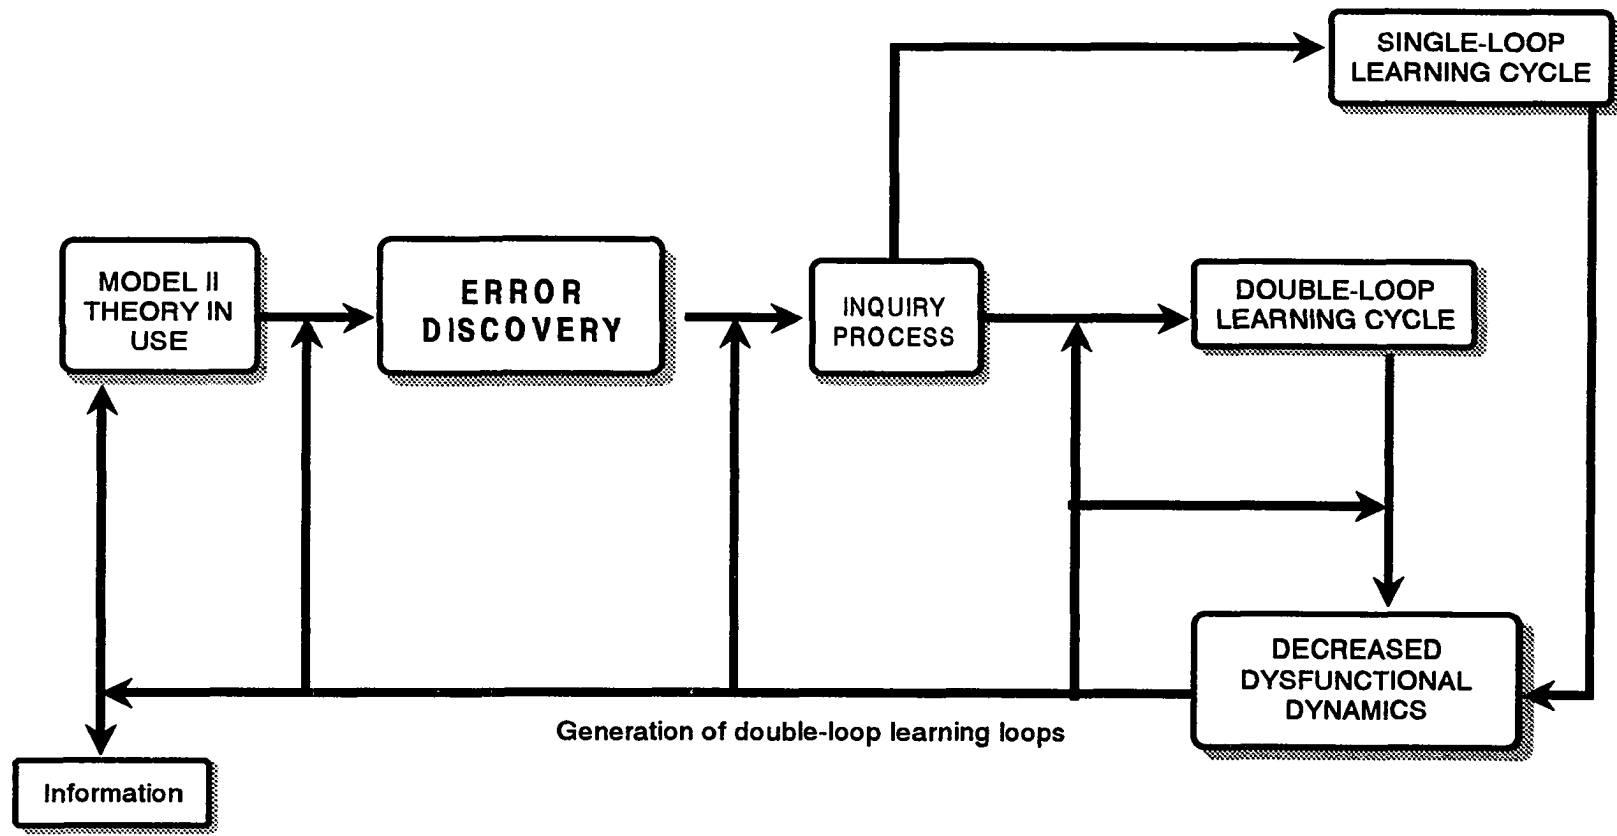 SINGLE-LOOP
LEARNING CYCLE
MODEL II
THEORY IN
USE
ERROR
DISCOVERY
INQUIRY
PROCESS
DOUBLE-LOOP
LEARNING CYCLE
DECREASED
DYSFUNCTIONAL
DYNAMICS
Generation of double-loop learning loops
Information